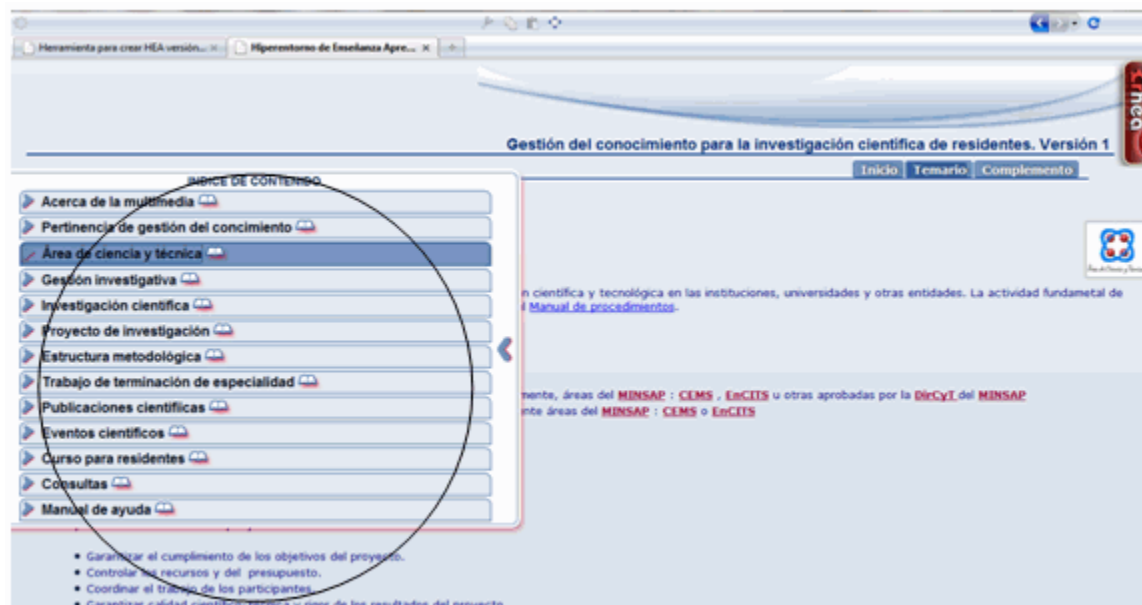 Herramienta para crear HEA versión...
Hiperentorno de Enseñanza Apre...
Gestión del conocimiento para la investigación científica de residentes. Versión 1
Inicio Temario Complemento
INDICE DE CONTENIDO
Acerca de la multimedia
Pertinencia de gestión del concimiento
Área de ciencia y técnica
Gestión investigativa
Investigación científica
Proyecto de investigación
Estructura metodológica
Trabajo de terminación de especialidad
Publicaciones científicas
Eventos científicos
Curso para residentes
Consultas
Manual de ayuda
n científica y tecnológica en las instituciones, universidades y otras entidades. La actividad fundametal de
Manual de procedimientos.
mente, áreas del MINSAP : CEMS , EnCITS u otras aprobadas por la DirCyT del MINSAP
nte áreas del MINSAP : CEMS o EnCITS
• Garantizar el cumplimiento de los objetivos del proyecto.
• Controlar los recursos y del presupuesto.
• Coordinar el trabajo de los participantes.